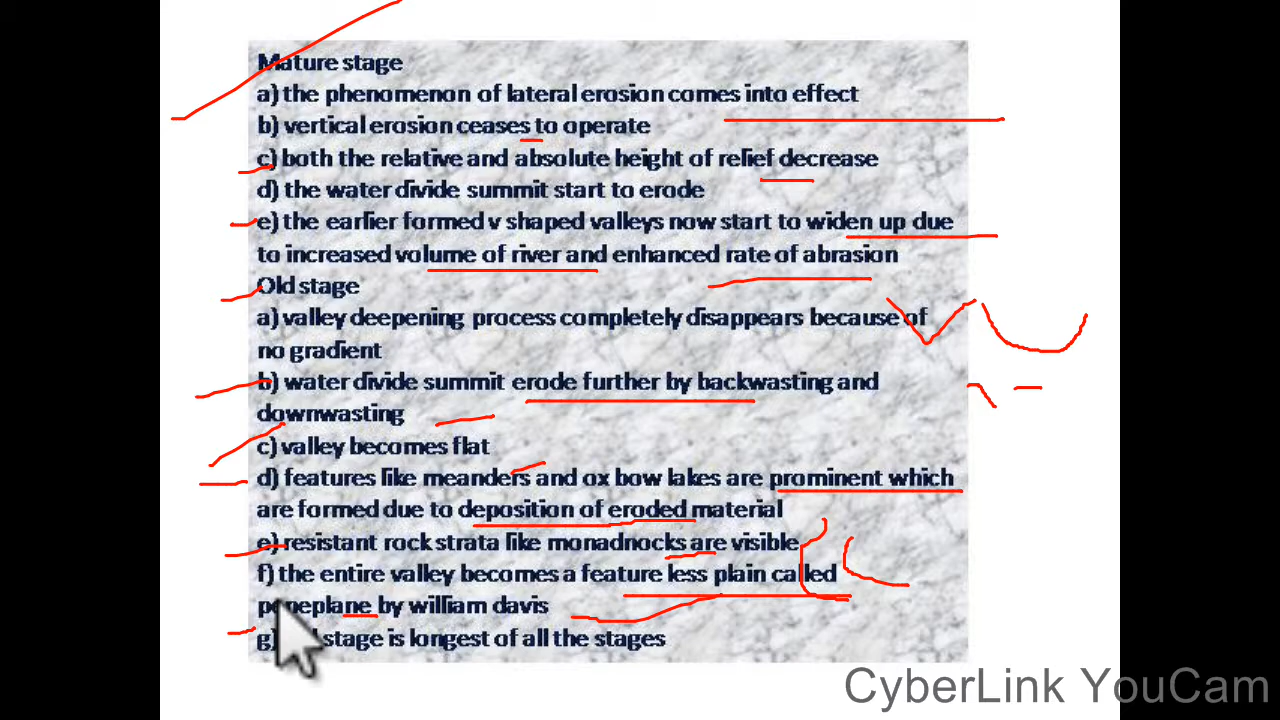 Mature stage
a) the phenomenon of lateral erosion comes into effect
b) vertical erosion ceases to operate
c) both the relative and absolute height of relief decrease
d) the water divide summit start to erode
e) the earlier formed v shaped valleys now start to widen up due
to increased volume of river and enhanced rate of abrasion
Old stage
a) valley deepening process completely disappears because of
no gradient
b) water divide summit erode further by backwasting and
downwasting
c) valley becomes flat
d) features like meanders and ox bow lakes are prominent which
are formed due to deposition of eroded material
e) resistant rock strata like monadnocks are visible
f) the entire valley becomes a feature less plain called
peneplane by william davis
g) stage is longest of all the stages
CyberLink YouCam